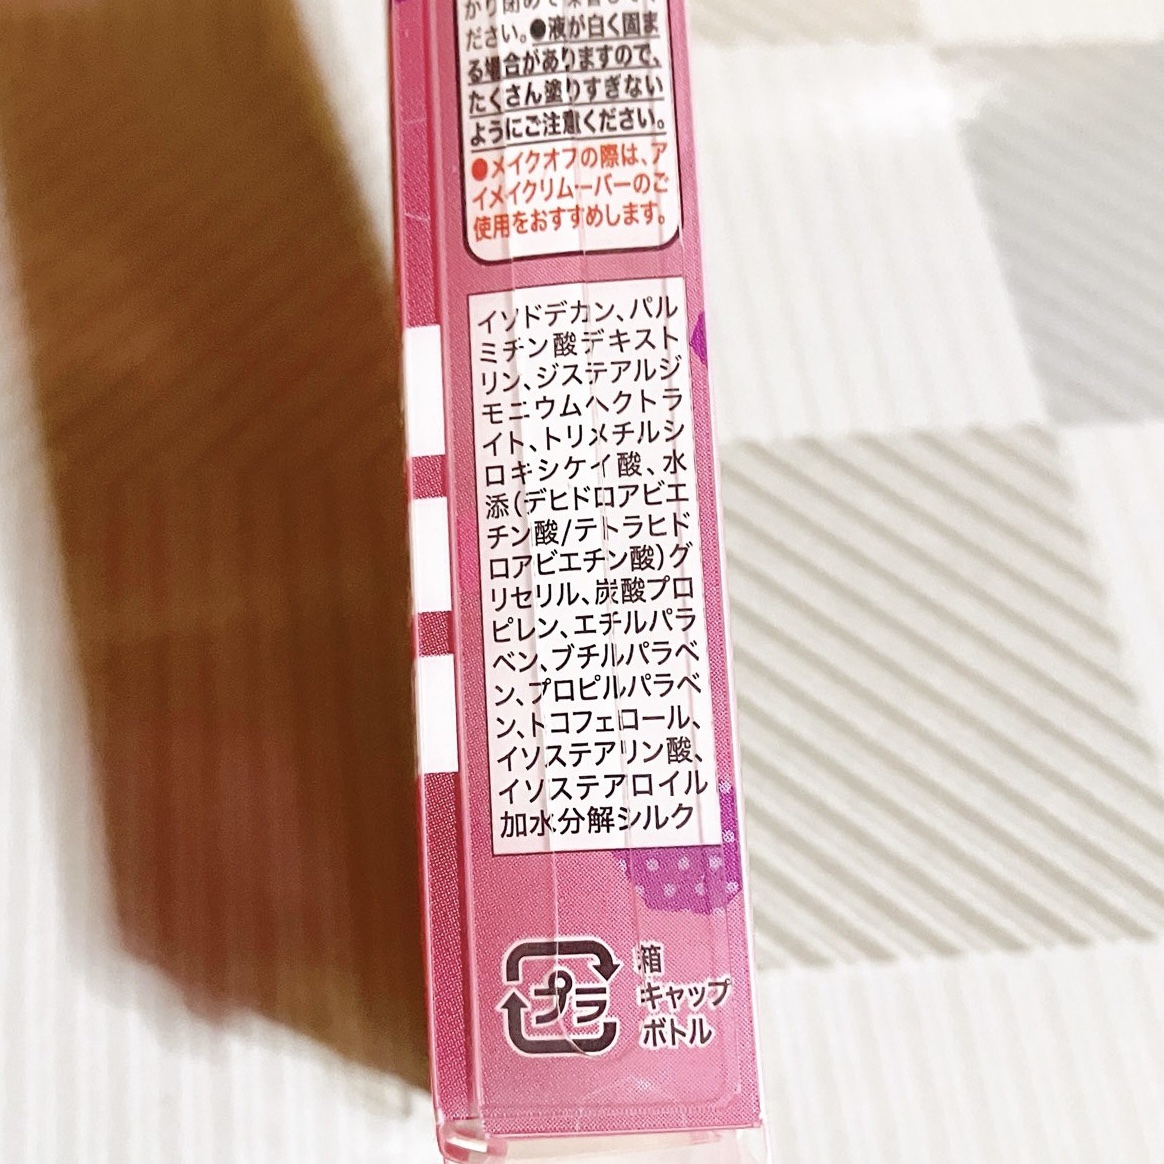 ださい。●液が白く固ま
る場合がありますので、
たくさん塗りすぎない
ようにご注意ください。
●メイクオフの際は、ア
イメイクリムーバーのご
使用をおすすめします。
イソドデカン、パル
ミチン酸デキスト
リン、ジステアルジ
モニウムヘクトラ
イト、トリメチルシ
ロキシケイ酸、水
添(デヒドロアビエ
チン酸/テトラヒド
ロアビエチン酸)グ
リセリル、炭酸プロ
ピレン、エチルパラ
ベン、ブチルパラベ
ン、プロピルパラベ
ン、トコフェロール、
イソステアリン酸、
イソステアロイル
加水分解シルク
プラ
箱
キャップ
ボトル